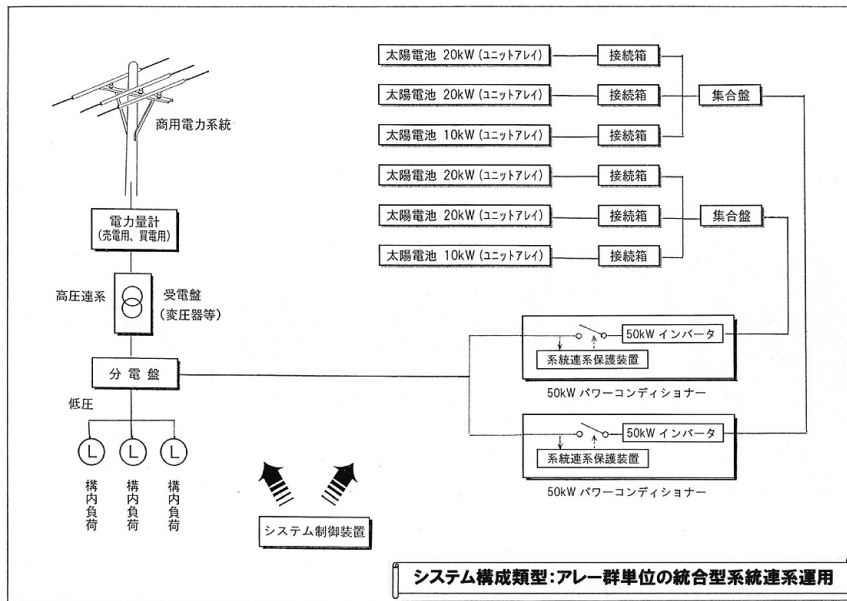 太陽電池 20kW (ユニットアレイ) 接続箱
太陽電池 20kW (ユニットアレイ) 接続箱 集合盤
太陽電池 10kW (ユニットアレイ) 接続箱
太陽電池 20kW (ユニットアレイ) 接続箱
太陽電池 20kW (ユニットアレイ) 接続箱 集合盤
太陽電池 10kW (ユニットアレイ) 接続箱
商用電力系統
電力量計
(売電用、買電用)
高圧連系
受電盤
(変圧器等)
分電盤
低圧
L L L
構内負荷 構内負荷 構内負荷
50kW インバータ
系統連系保護装置
50kW パワーコンディショナー
50kW インバータ
系統連系保護装置
50kW パワーコンディショナー
システム制御装置
システム構成類型:アレー群単位の統合型系統連系運用